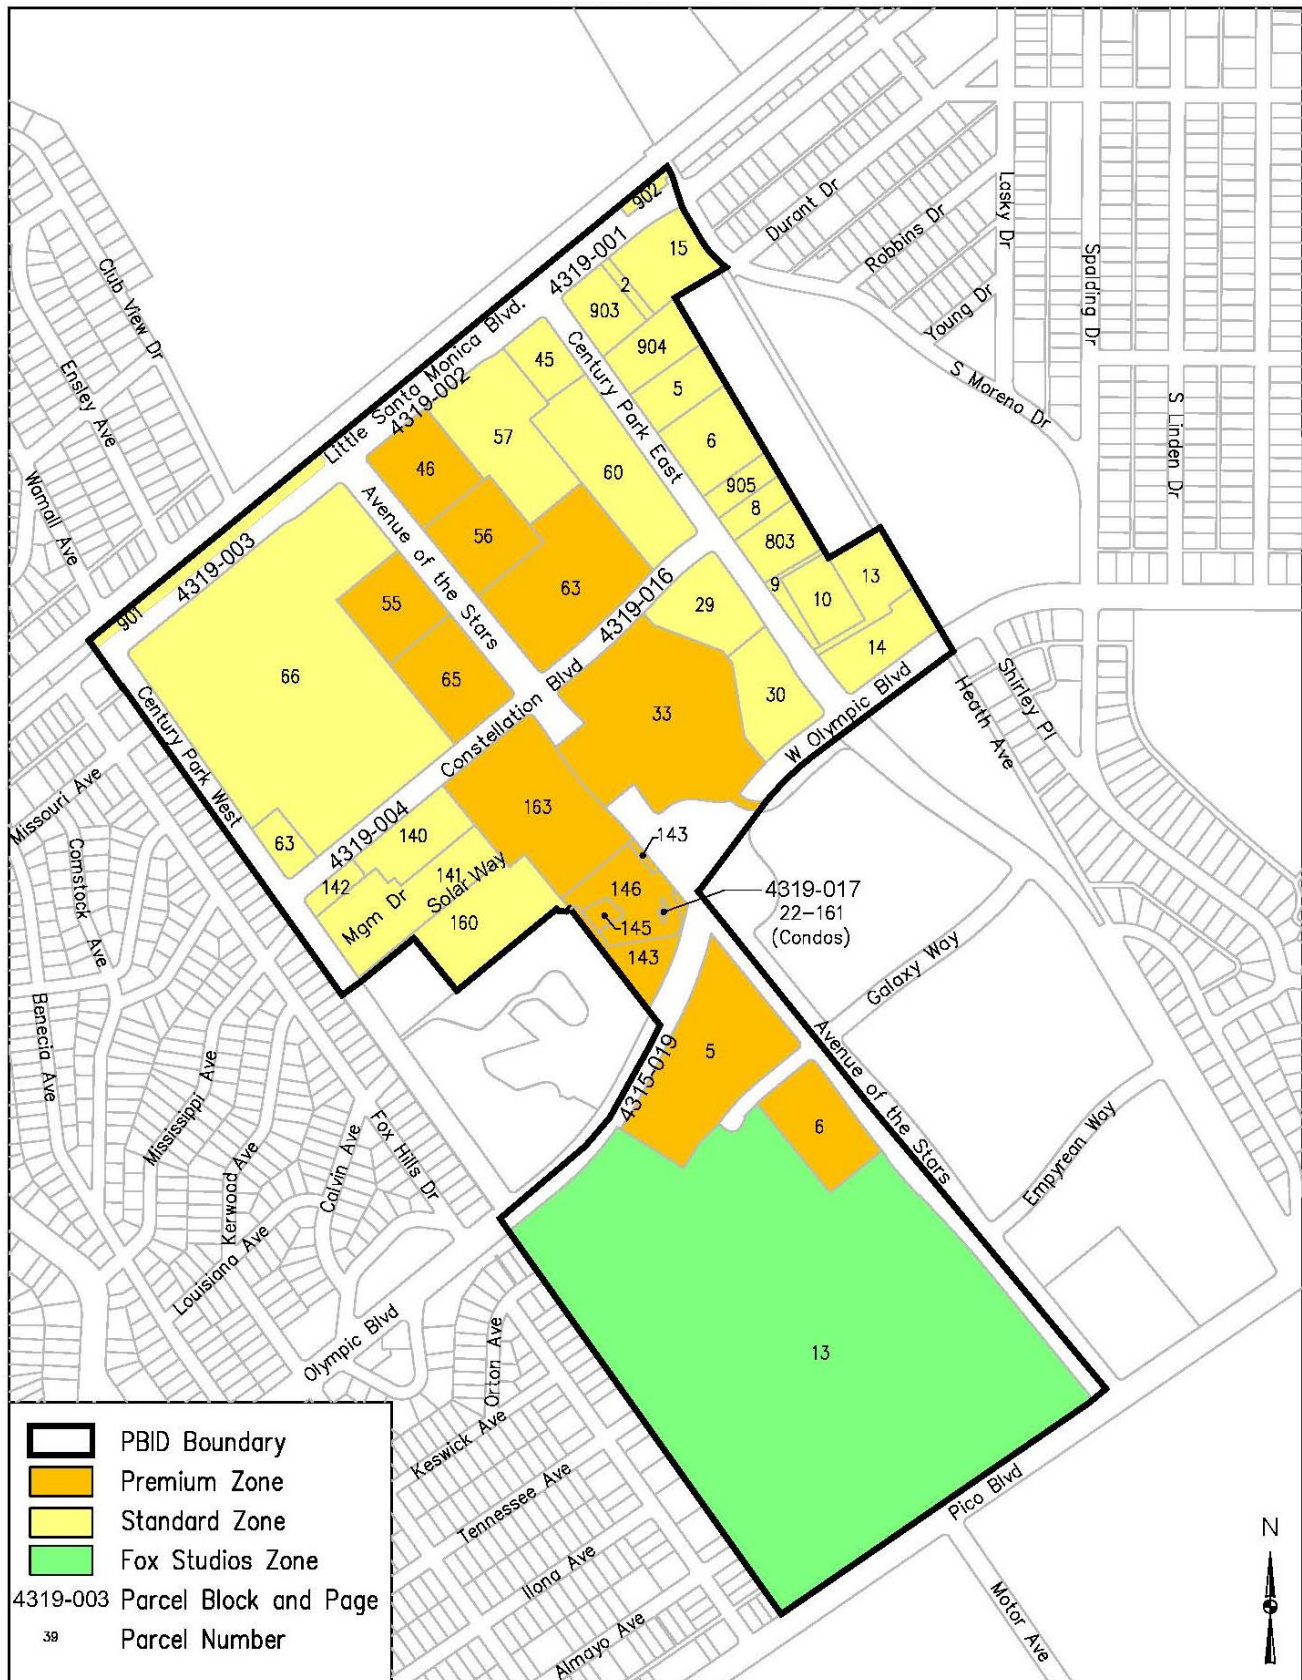 902
Durant Dr
Robbins Dr
Lasky Dr
Spalding Dr
Young Dr
S Moreno Dr
S Linden Dr
Club View Dr
Ensley Ave
Warnall Ave
4319-001
15
2
903
904
5
6
905
8
803
9
10
13
14
Little Santa Monica Blvd.
4319-002
45
57
60
46
56
63
Century Park East
Avenue of the Stars
4319-003
901
55
65
66
63
4319-016
29
30
33
Constellation Blvd
W Olympic Blvd
Heath Ave
Shirley Pl
Century Park West
Missouri Ave
Comstock Ave
Benecia Ave
4319-004
140
141
142
Mgm Dr
Solar Way
160
163
143
146
145
143
4319-017
22-161
(Condos)
Galaxy Way
Avenue of the Stars
Empyrean Way
4315-019
5
6
13
Mississippi Ave
Kerwood Ave
Calvin Ave
Fox Hills Dr
Louisiana Ave
Olympic Blvd
Orton Ave
Keswick Ave
Tennessee Ave
Ilona Ave
Almayo Ave
Pico Blvd
Motor Ave
N
PBID Boundary
Premium Zone
Standard Zone
Fox Studios Zone
4319-003 Parcel Block and Page
39 Parcel Number